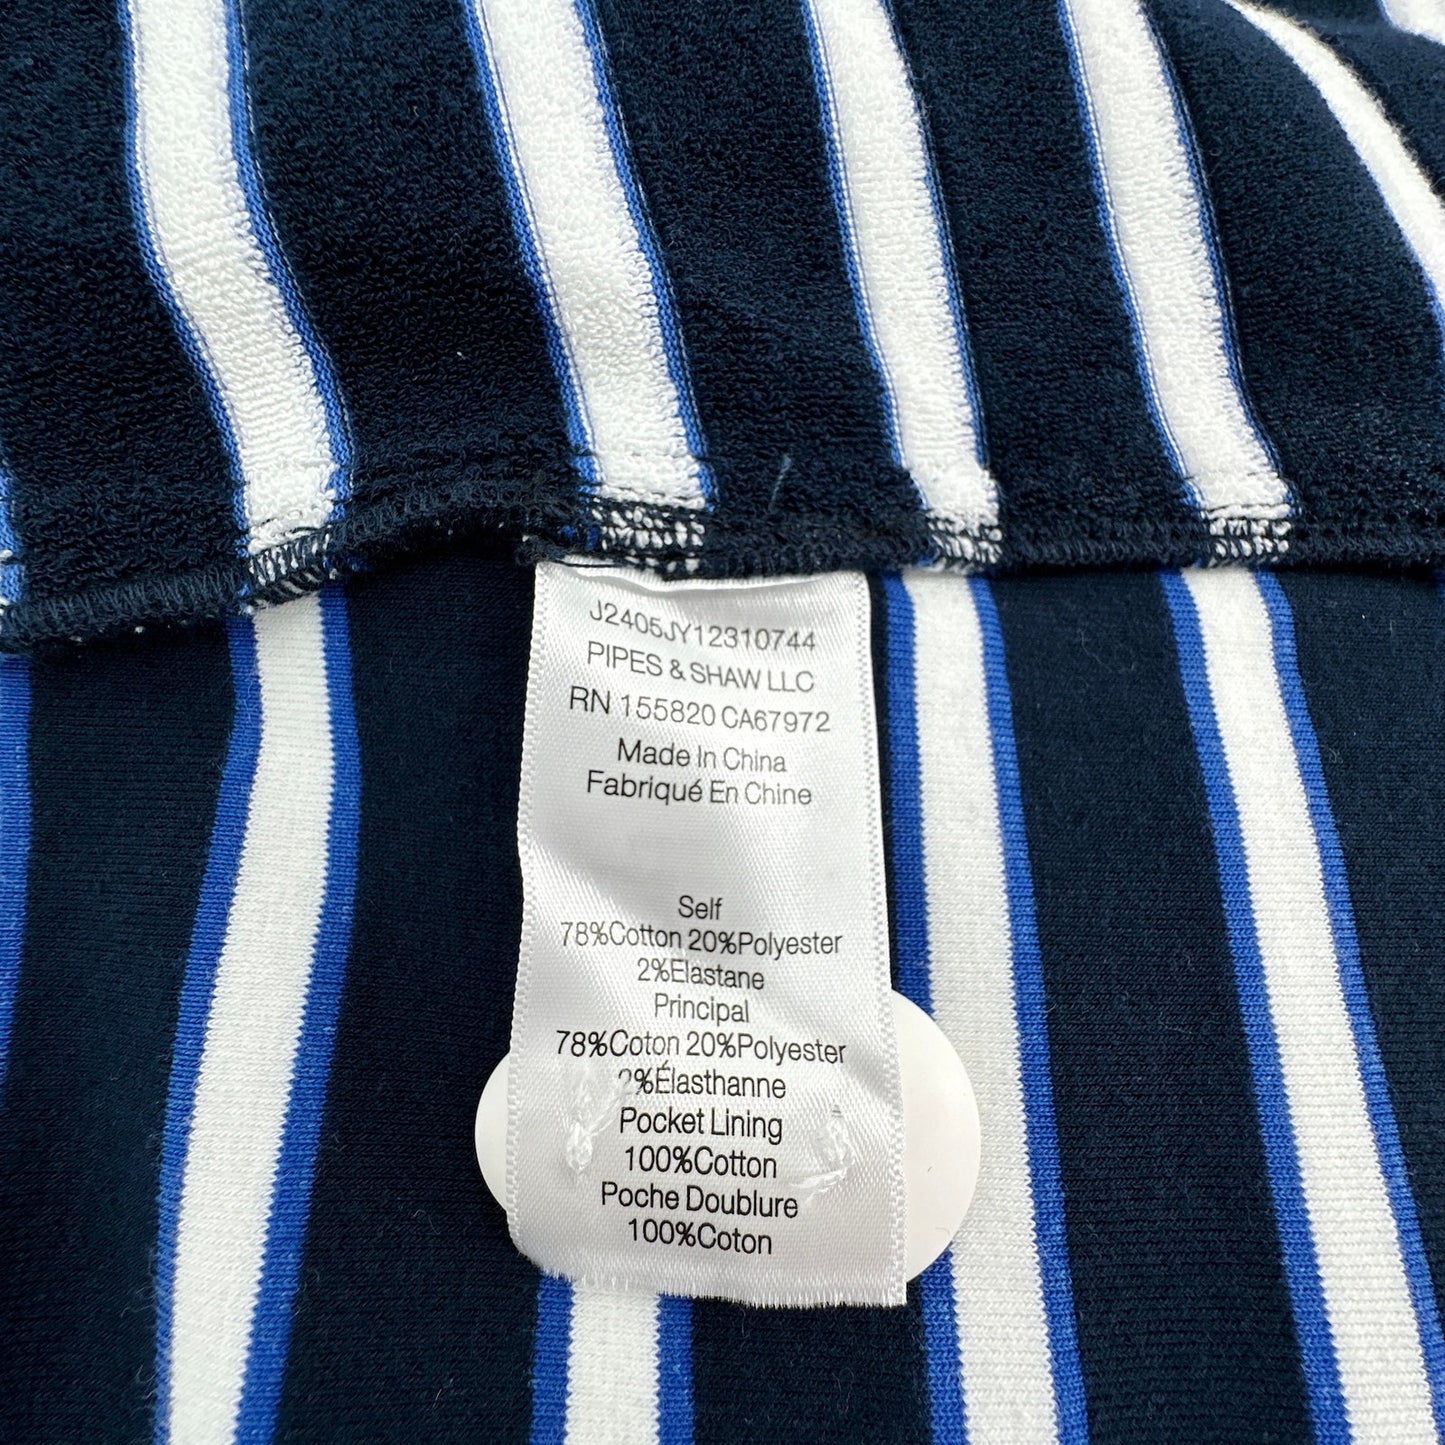 J2405JY12310744
PIPES & SHAW LLC
RN 155820 CA67972
Made In China
Fabriqué En Chine
Self
78%Cotton 20%Polyester
2%Elastane
Principal
78%Coton 20%Polyester
2%Élasthanne
Pocket Lining
100%Cotton
Poche Doublure
100%Coton